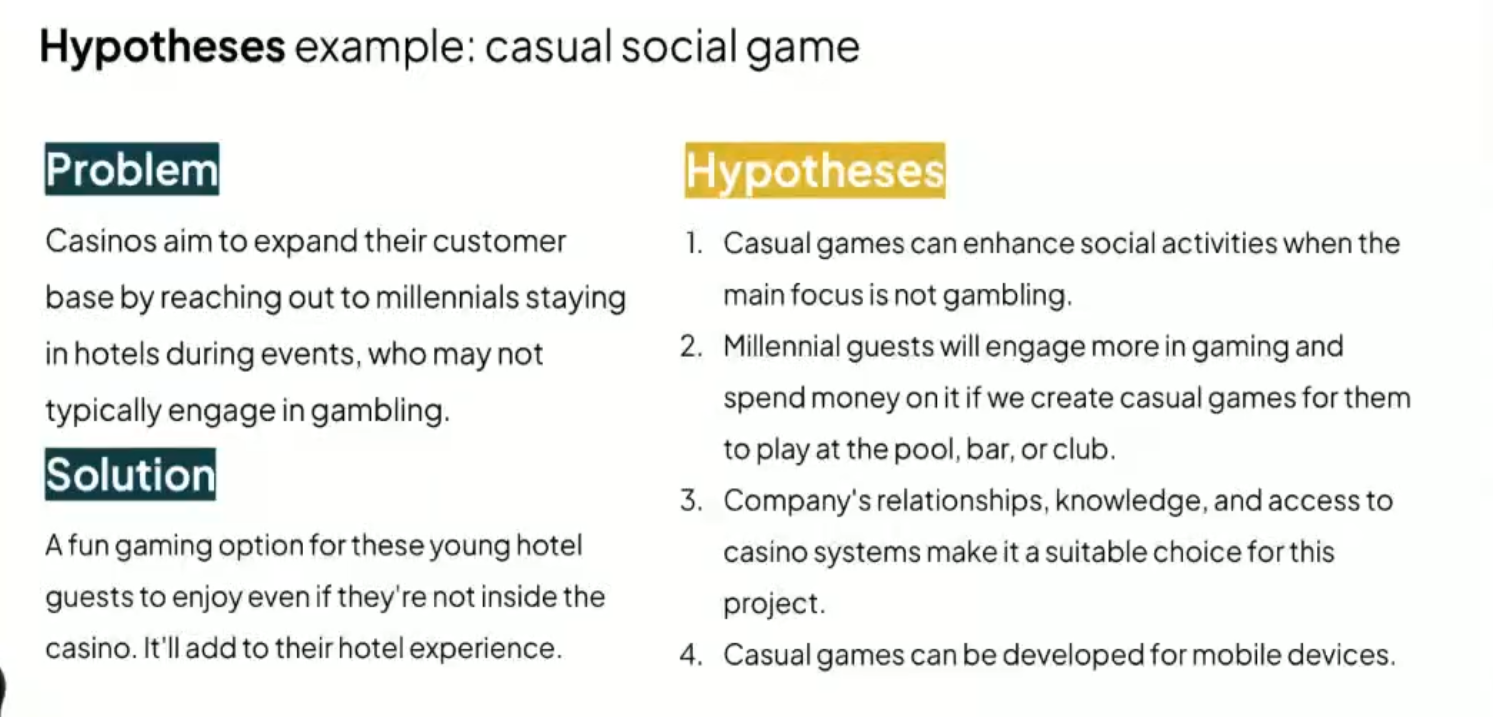 Hypotheses example: casual social game
Problem
Casinos aim to expand their customer
base by reaching out to millennials staying
in hotels during events, who may not
typically engage in gambling.
Solution
A fun gaming option for these young hotel
guests to enjoy even if they're not inside the
casino. It'll add to their hotel experience.
Hypotheses
1. Casual games can enhance social activities when the
main focus is not gambling.
2. Millennial guests will engage more in gaming and
spend money on it if we create casual games for them
to play at the pool, bar, or club.
3. Company's relationships, knowledge, and access to
casino systems make it a suitable choice for this
project.
4. Casual games can be developed for mobile devices.